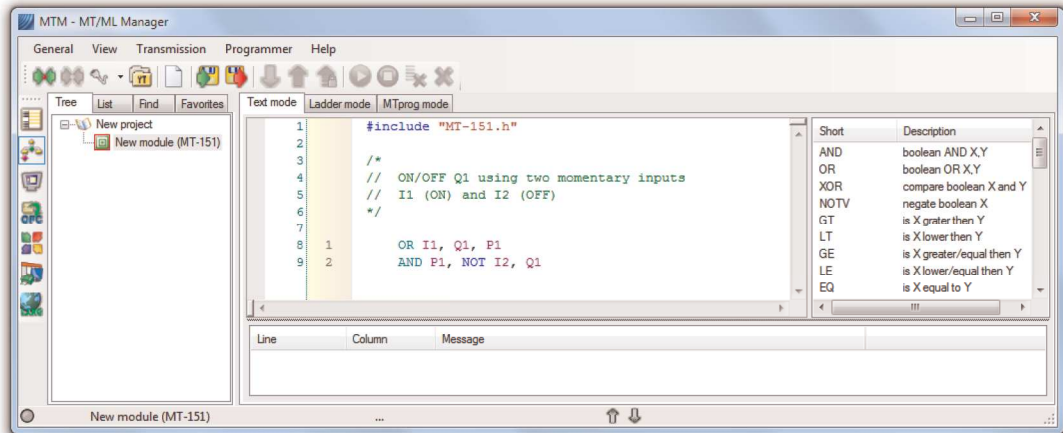 MTM - MT/ML Manager
General View Transmission Programmer Help
Tree List Find Favorites
Text mode Ladder mode MTprog mode
New project
New module (MT-151)
1 #include "MT-151.h"
2
3 /*
4 // ON/OFF Q1 using two momentary inputs
5 // I1 (ON) and I2 (OFF)
6 */
7
8 1 OR I1, Q1, P1
9 2 AND P1, NOT I2, Q1
Short Description
AND boolean AND X,Y
OR boolean OR X,Y
XOR compare boolean X and Y
NOTV negate boolean X
GT is X grater then Y
LT is X lower then Y
GE is X greater/equal then Y
LE is X lower/equal then Y
EQ is X equal to Y
Line Column Message
New module (MT-151) ...